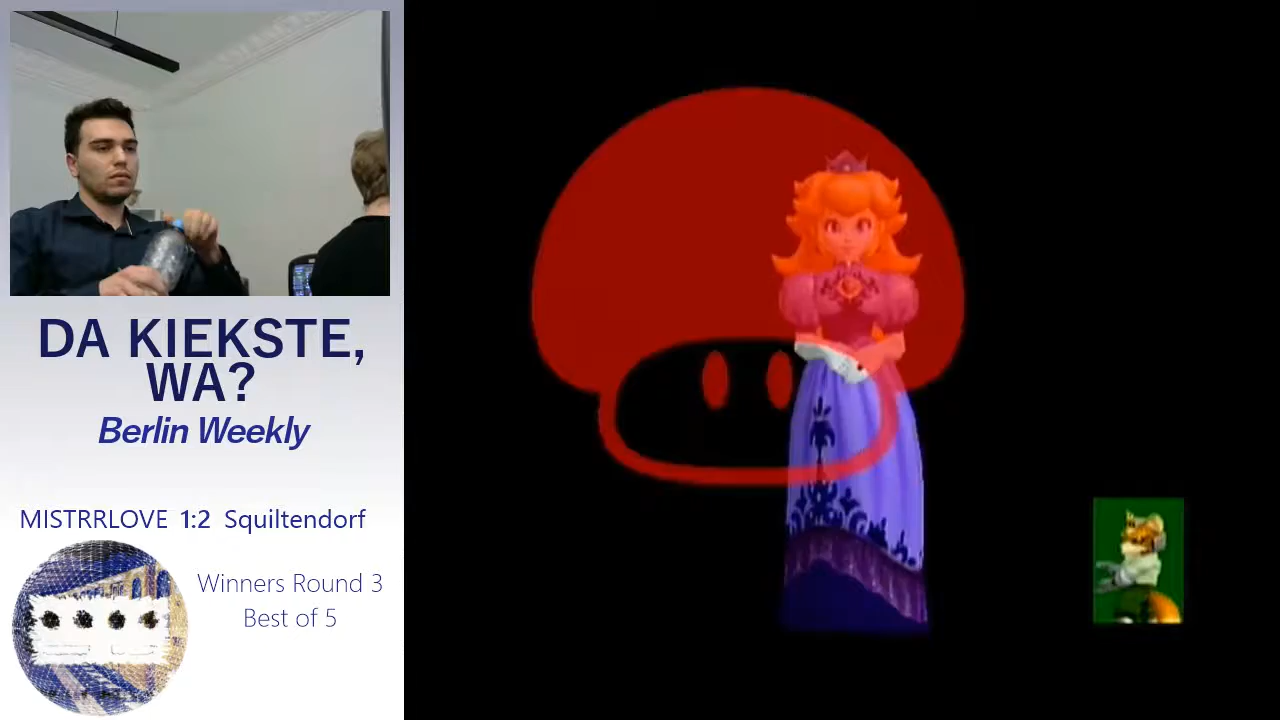 DA KIEKSTE,
WA?
Berlin Weekly
MISTRRLOVE 1:2 Squiltendorf
Winners Round 3
Best of 5